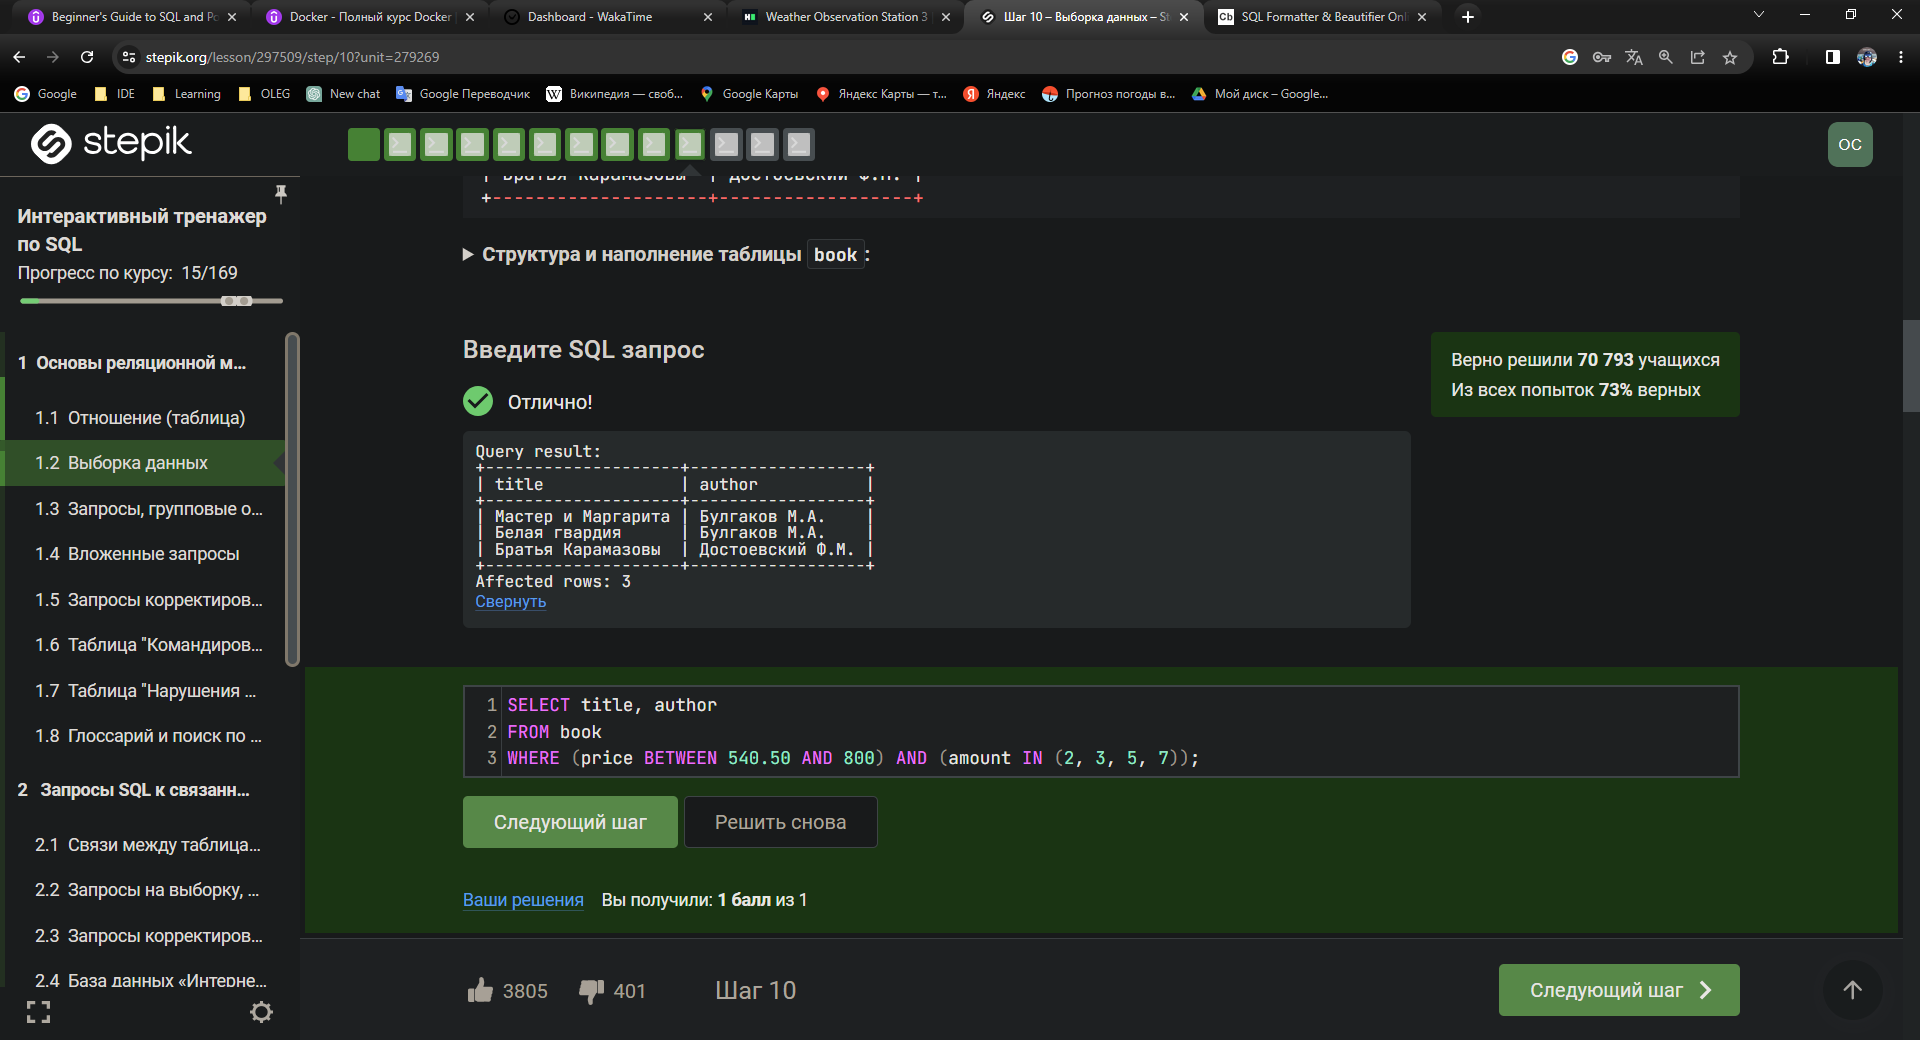 Beginner's Guide to SQL and Po
Docker - Полный курс Docker
Dashboard - WakaTime
Weather Observation Station 3
Шаг 10 – Выборка данных – St
SQL Formatter & Beautifier Onli
stepik.org/lesson/297509/step/10?unit=279269
Google
IDE
Learning
OLEG
New chat
Google Переводчик
Википедия — своб...
Google Карты
Яндекс Карты — т...
Яндекс
Прогноз погоды в...
Мой диск – Google...
stepik
OC
Интерактивный тренажер
по SQL
Прогресс по курсу: 15/169
1 Основы реляционной м...
1.1 Отношение (таблица)
1.2 Выборка данных
1.3 Запросы, групповые о...
1.4 Вложенные запросы
1.5 Запросы корректиров...
1.6 Таблица "Командиров...
1.7 Таблица "Нарушения ...
1.8 Глоссарий и поиск по ...
2 Запросы SQL к связанн...
2.1 Связи между таблица...
2.2 Запросы на выборку, ...
2.3 Запросы корректиров...
2.4 База данных «Интерне...
| Братья Карамазовы | Достоевский Ф.М. |
+--------------------+------------------+
Структура и наполнение таблицы book:
Введите SQL запрос
Отлично!
Верно решили 70 793 учащихся
Из всех попыток 73% верных
Query result:
+--------------------+------------------+
| title | author |
+--------------------+------------------+
| Мастер и Маргарита | Булгаков М.А. |
| Белая гвардия | Булгаков М.А. |
| Братья Карамазовы | Достоевский Ф.М. |
+--------------------+------------------+
Affected rows: 3
Свернуть
1 SELECT title, author
2 FROM book
3 WHERE (price BETWEEN 540.50 AND 800) AND (amount IN (2, 3, 5, 7));
Следующий шаг
Решить снова
Ваши решения
Вы получили: 1 балл из 1
3805
401
Шаг 10
Следующий шаг